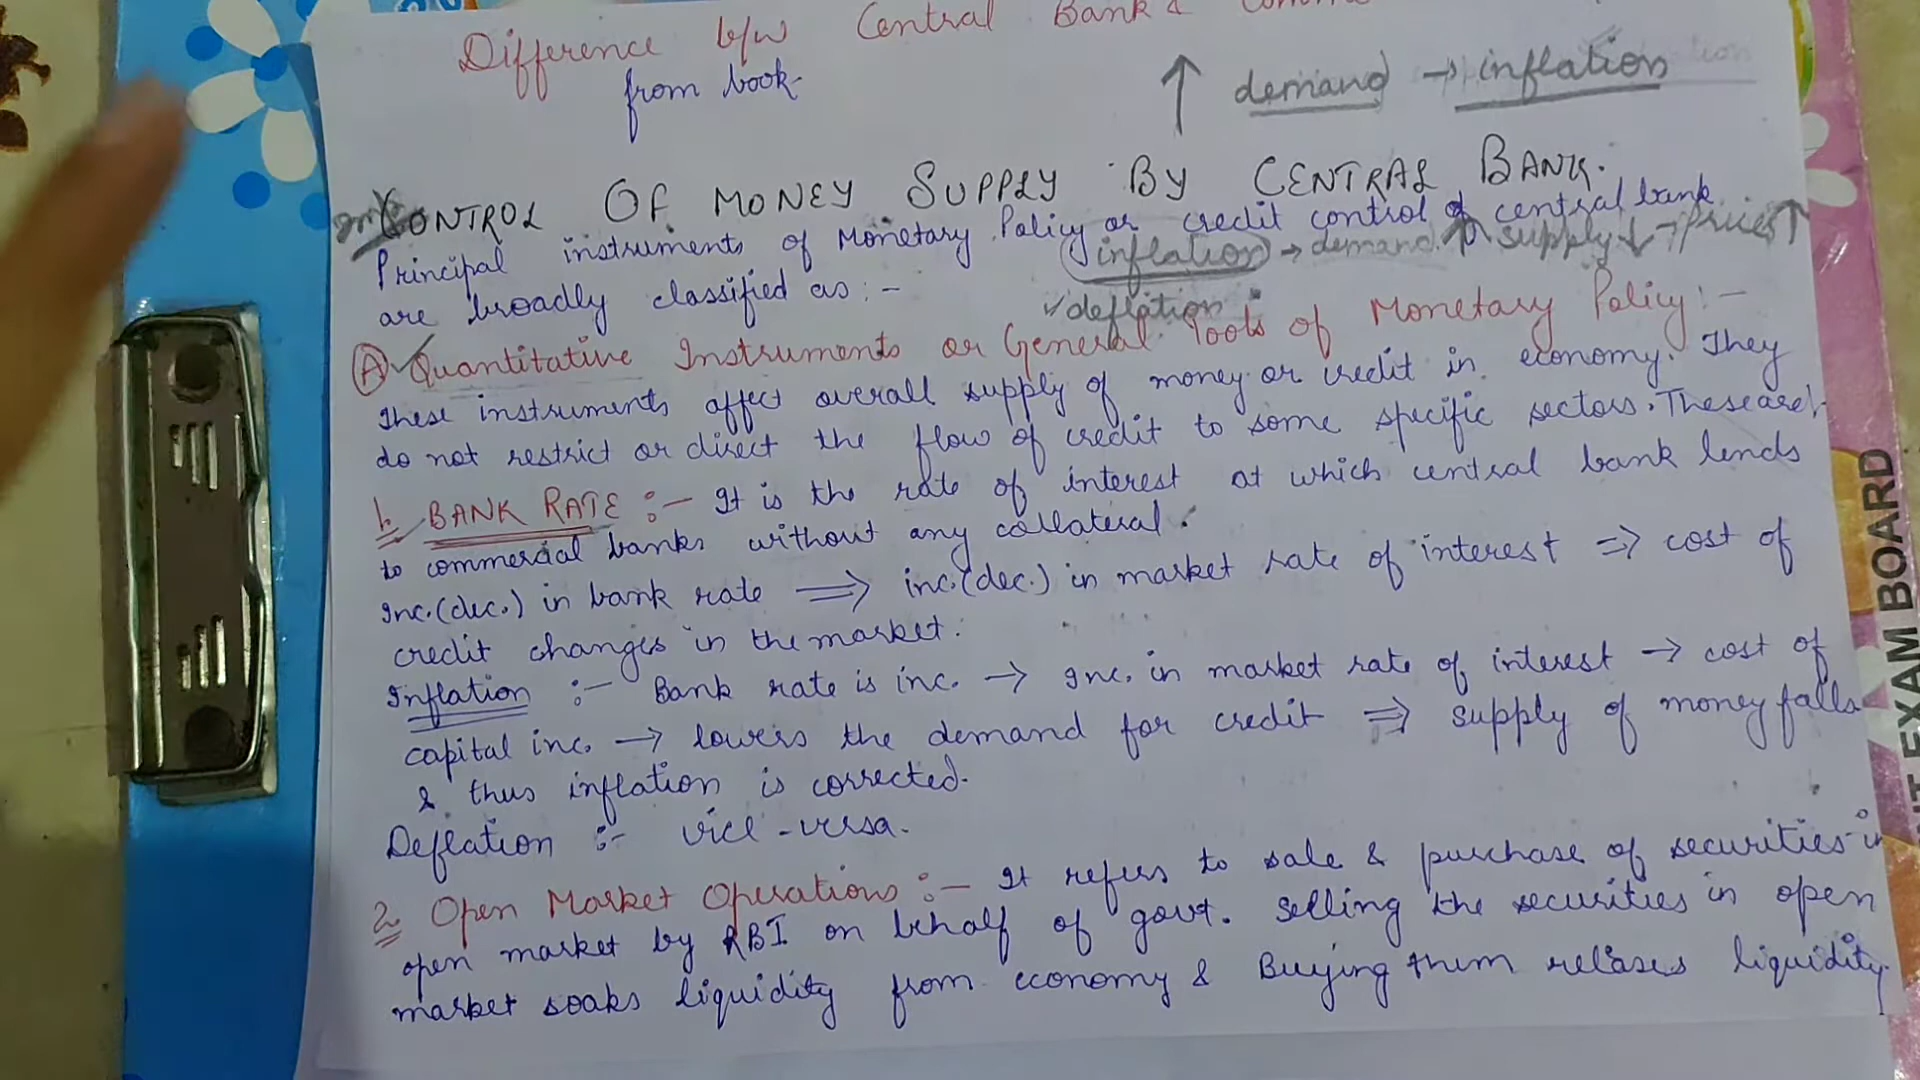 Difference b/w Central Bank &
from book
↑ demand → inflation
CONTROL OF MONEY SUPPLY BY CENTRAL BANK.
Principal instruments of Monetary Policy or credit control of central bank
are broadly classified as :-
inflation → demand ↑ supply ↓ → prices ↑
✓ deflation
(A) ✓ Quantitative Instruments or General Tools of Monetary Policy :-
These instruments affect overall supply of money or credit in economy. They
do not restrict or direct the flow of credit to some specific sectors. These are
1. BANK RATE :- It is the rate of interest at which central bank lends
to commercial banks without any collateral.
Inc.(dec.) in bank rate ⇒ inc.(dec.) in market rate of interest ⇒ cost of
credit changes in the market.
Inflation :- Bank rate is inc. → Inc. in market rate of interest → cost of
capital inc. → lowers the demand for credit ⇒ supply of money falls
& thus inflation is corrected.
Deflation :- vice-versa.
2. Open Market Operations :- It refers to sale & purchase of securities in
open market by RBI on behalf of govt. Selling the securities in open
market soaks liquidity from economy & Buying them relases liquidity.
EXAM BOARD